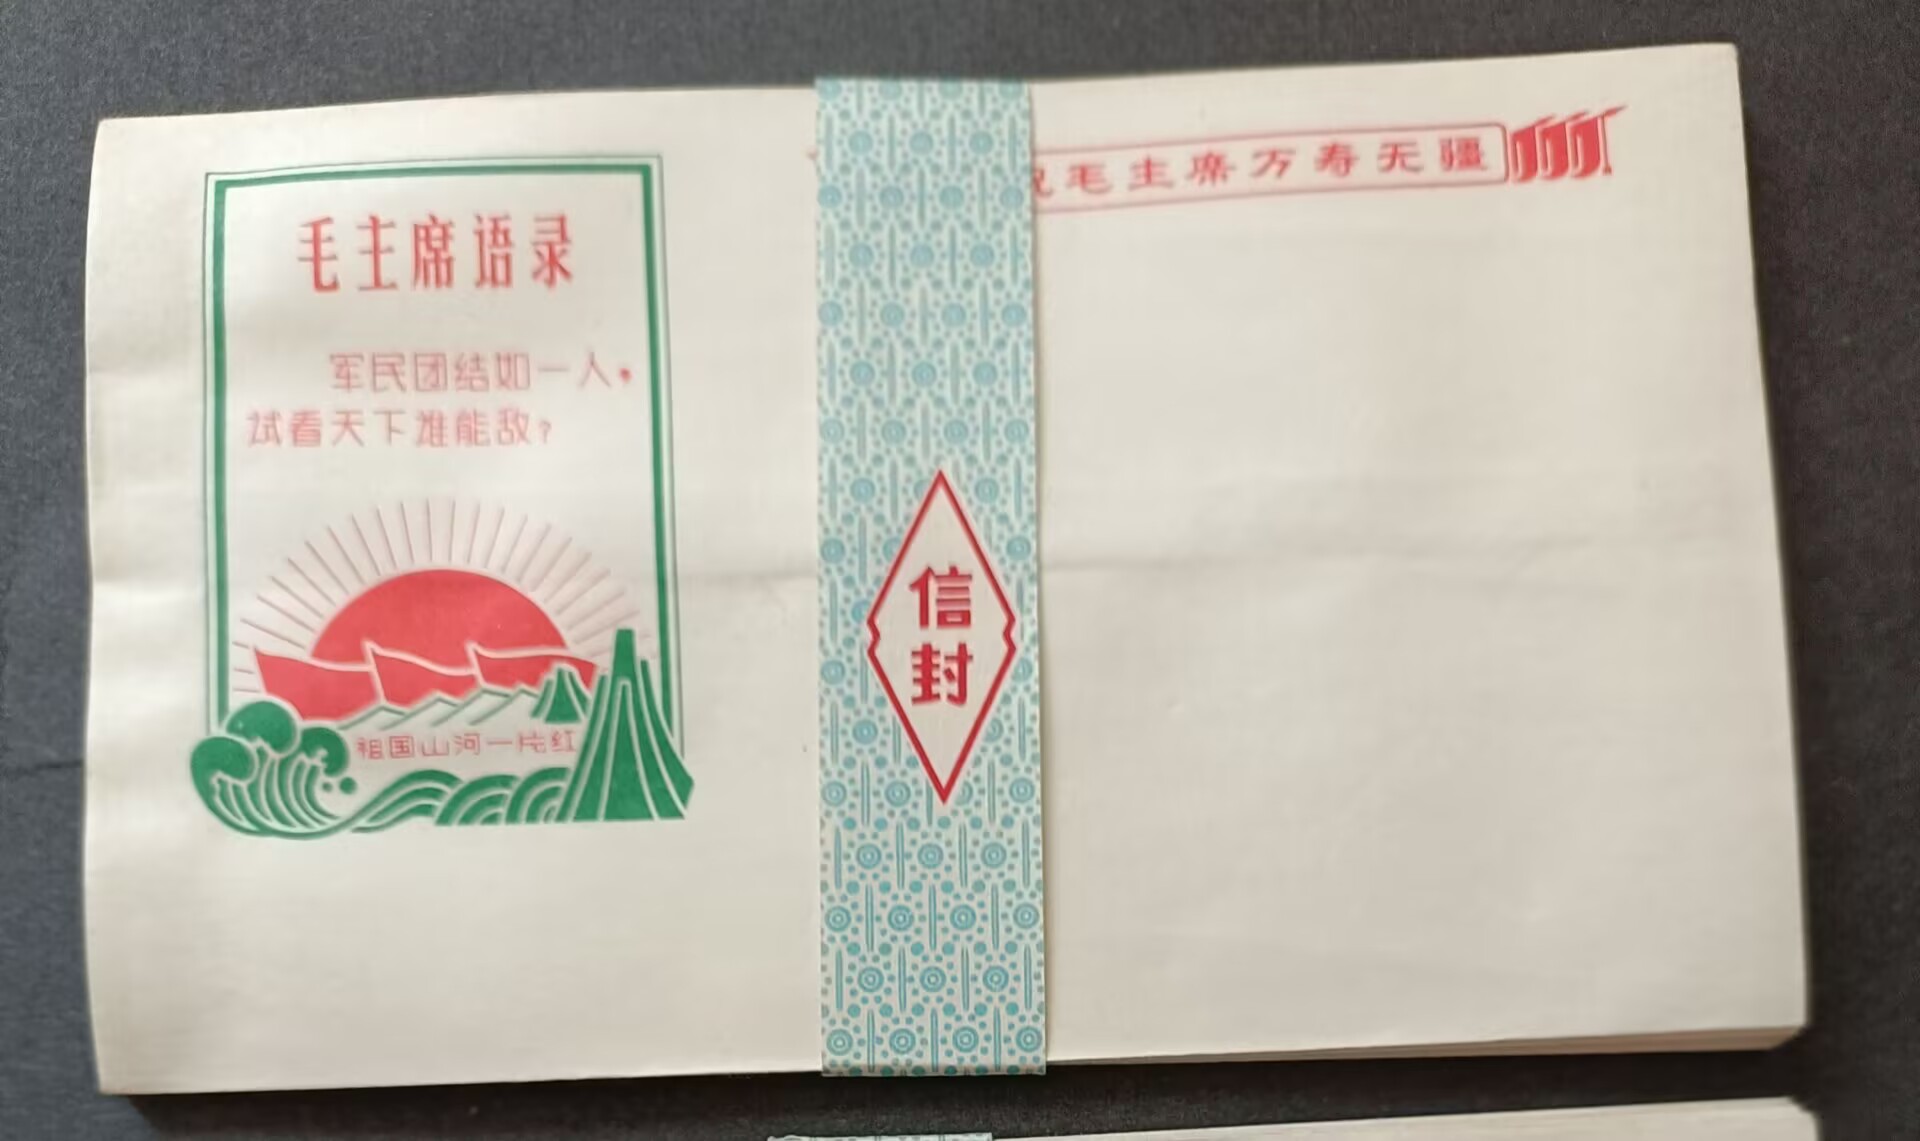 毛主席语录
军民团结如一人，
试看天下谁能敌？
祖国山河一片红
信封
祝毛主席万寿无疆